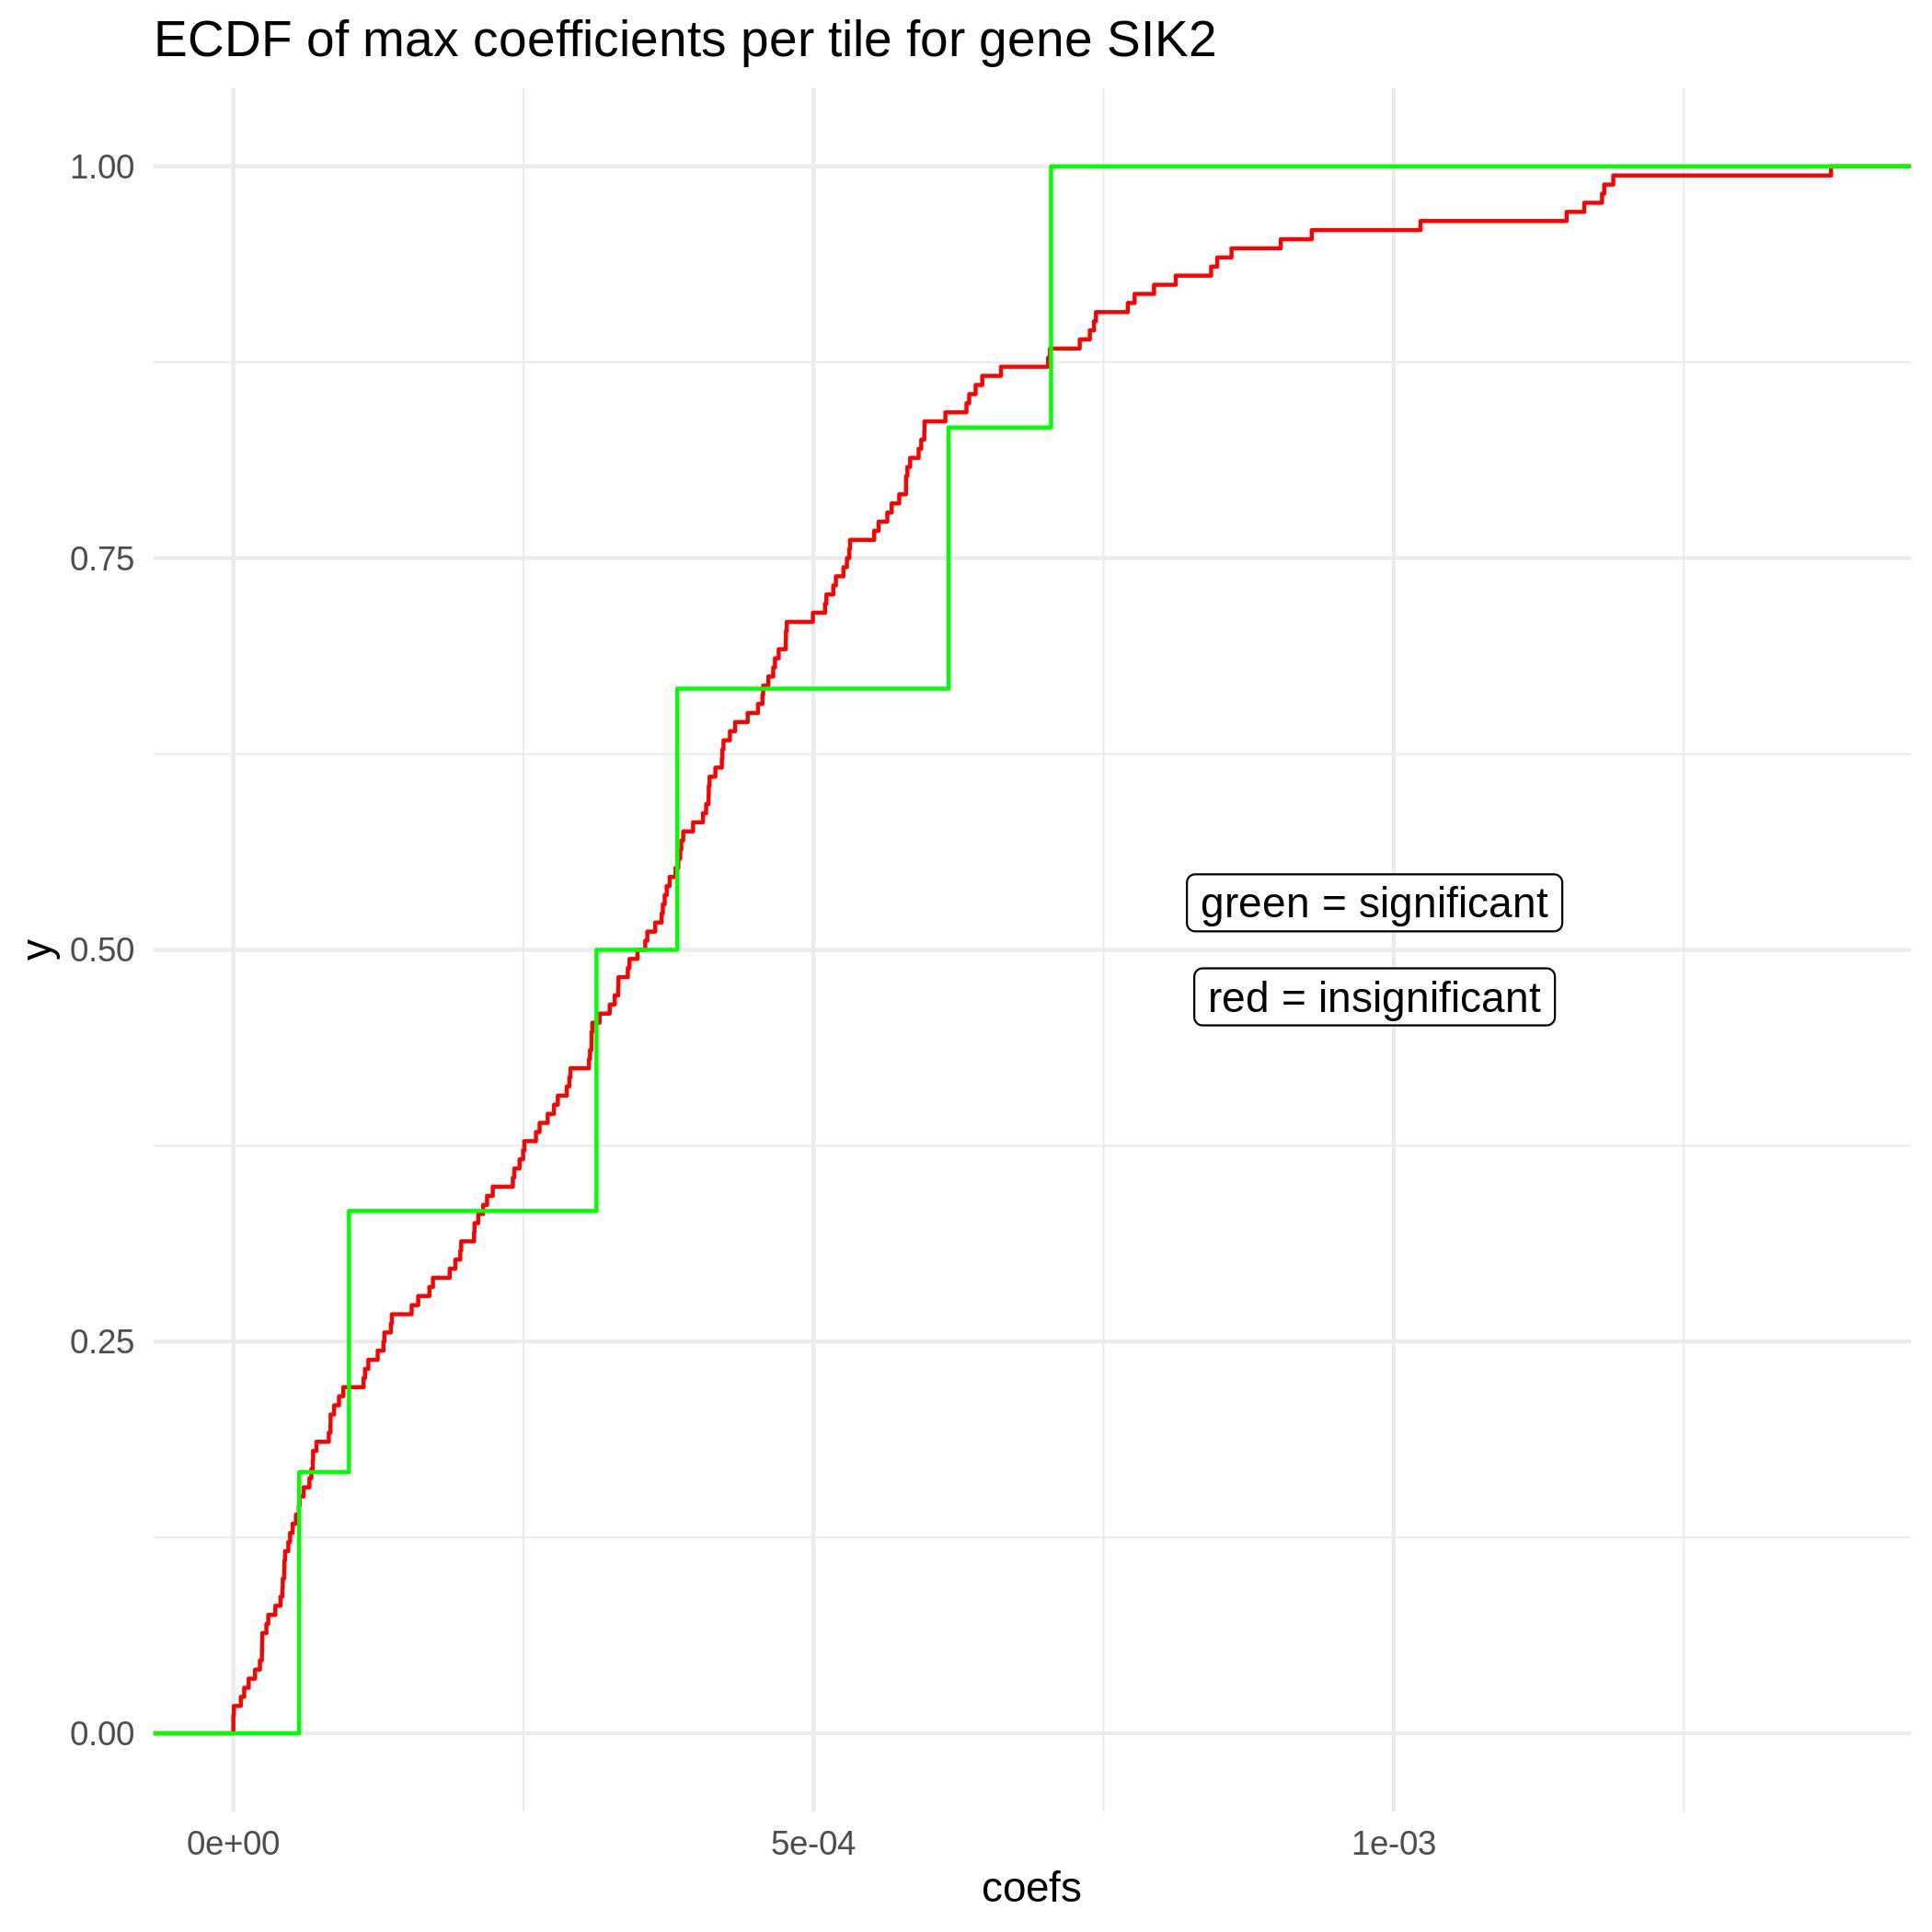 ECDF of max coefficients per tile for gene SIK2
1.00
0.75
0.50
0.25
0.00
y
green = significant
red = insignificant
0e+00
5e-04
1e-03
coefs